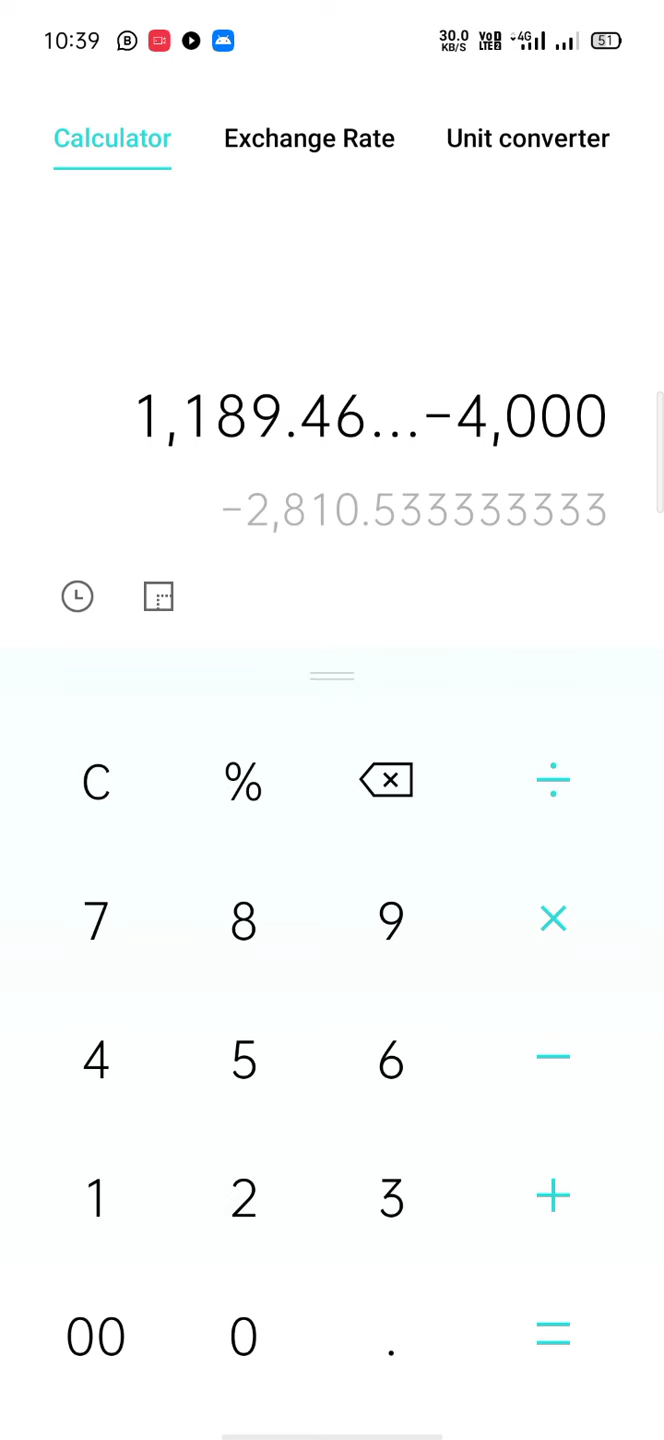 10:39 B 30.0 KB/S VoD LTE2 4G 51
Calculator Exchange Rate Unit converter
1,189.46...−4,000
−2,810.533333333
C % ÷
7 8 9 ×
4 5 6 −
1 2 3 +
00 0 . =